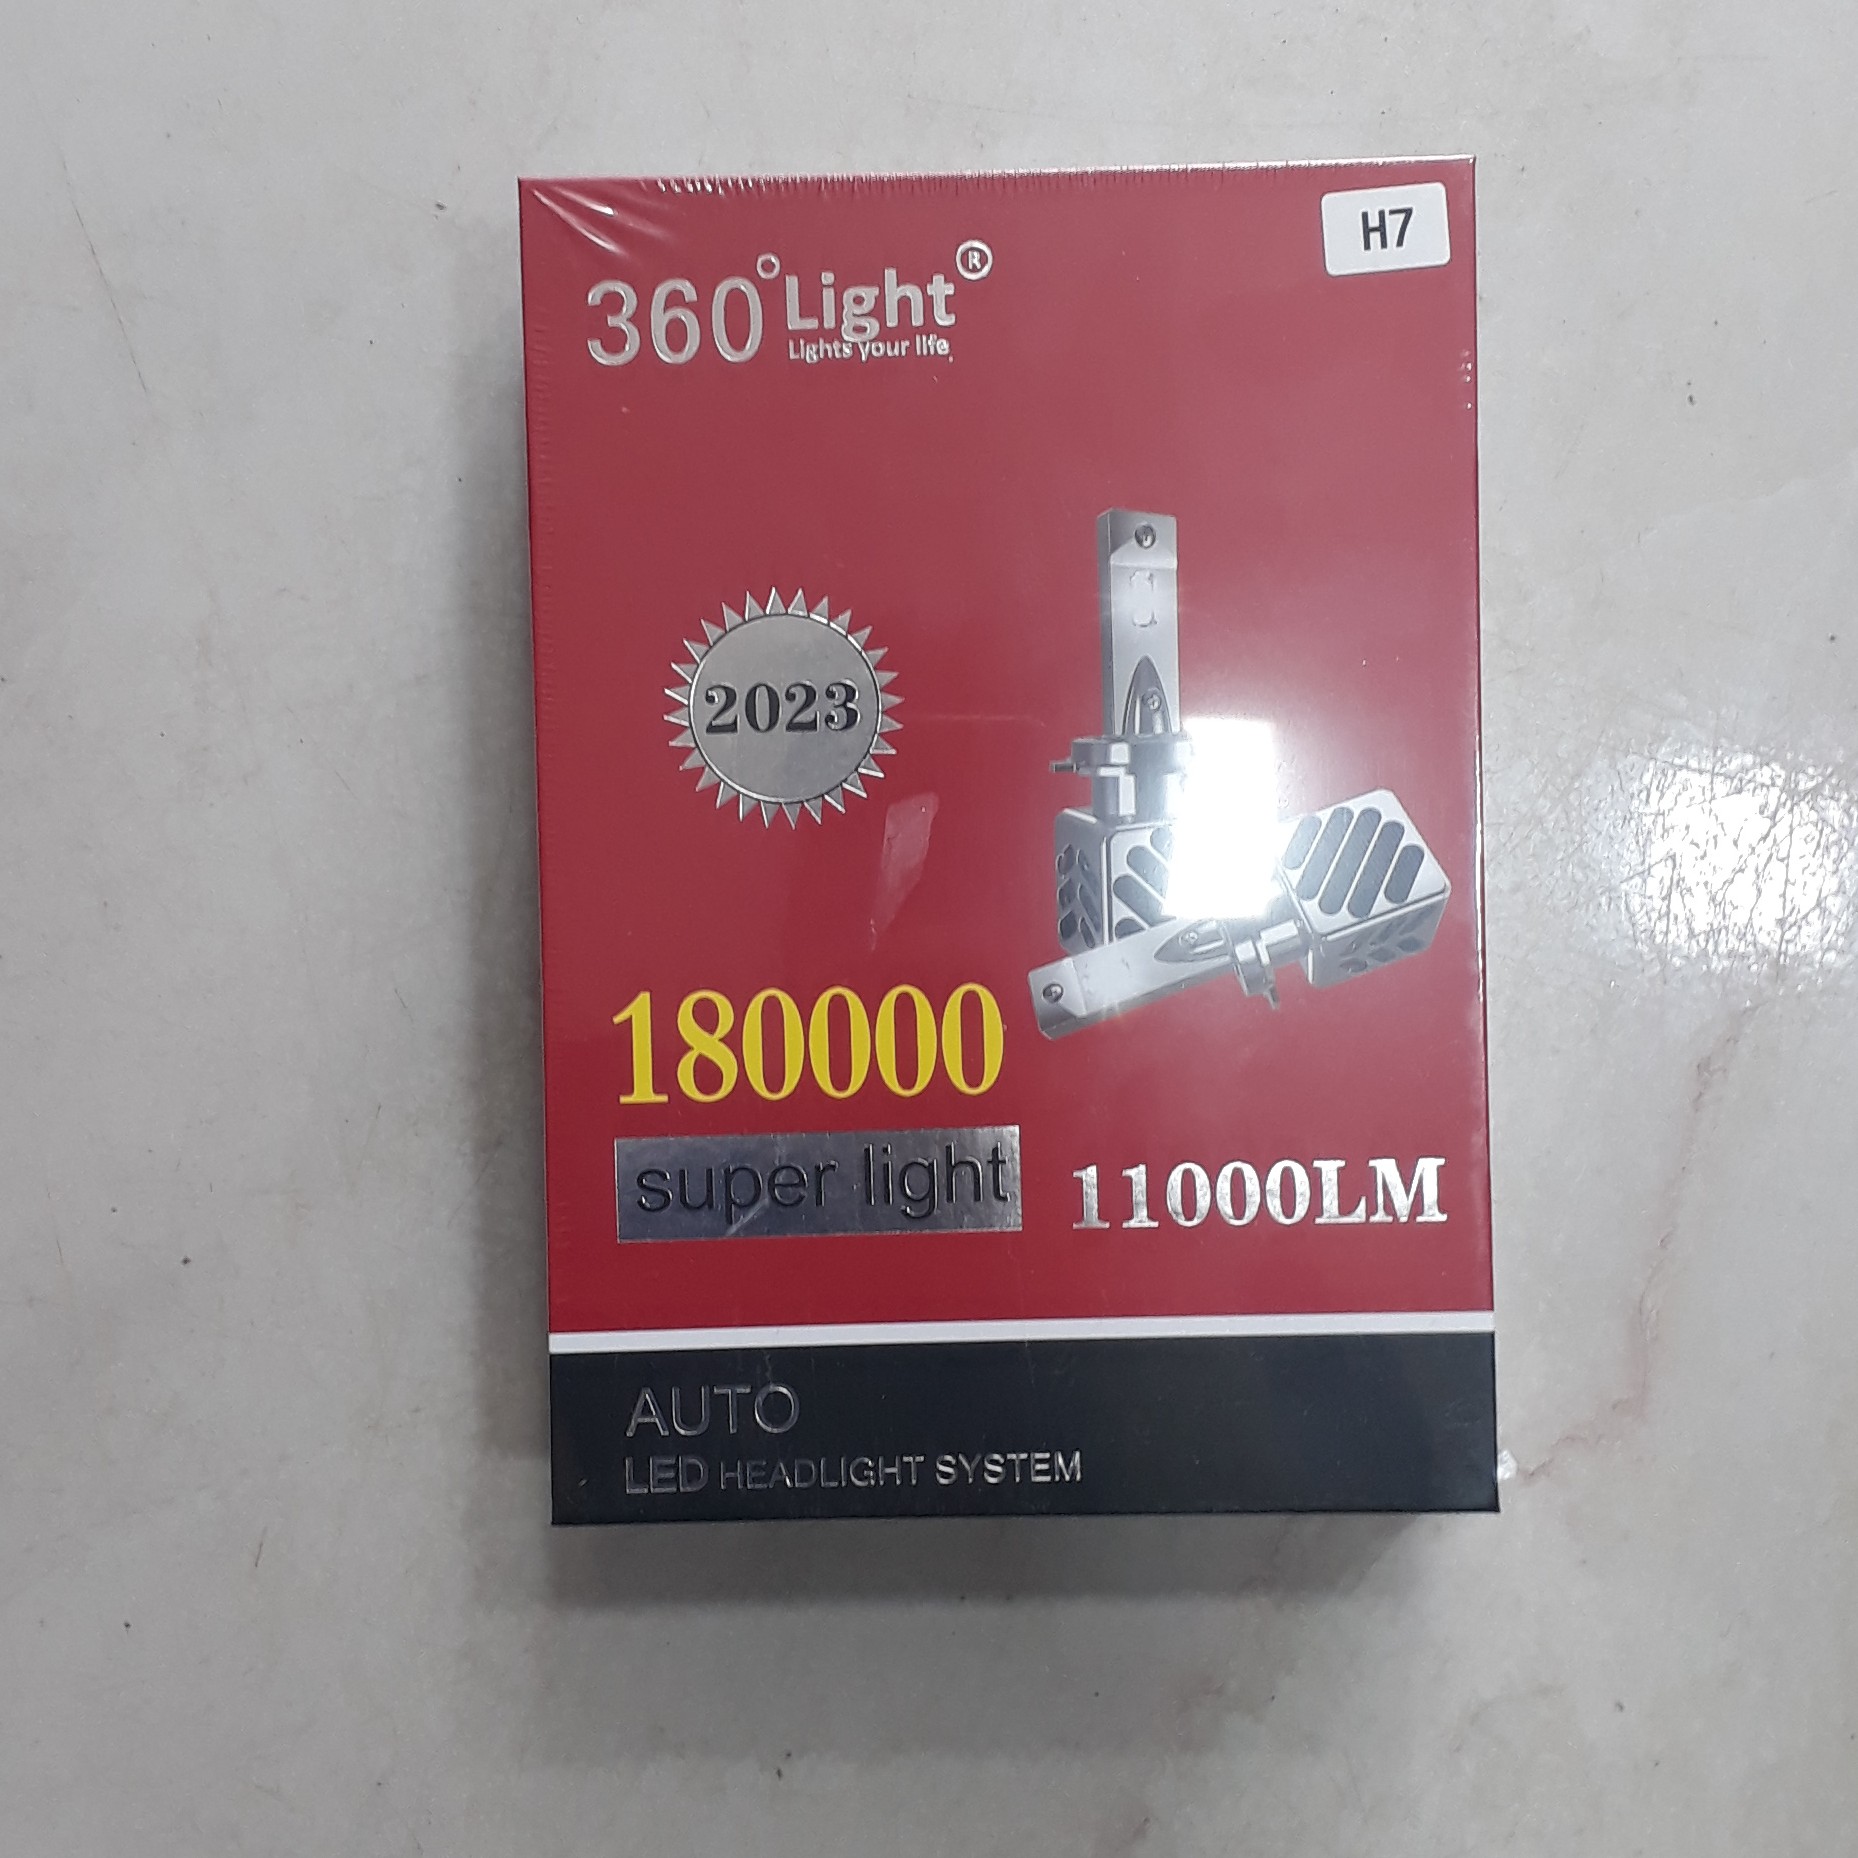 H7
360° Light®
Lights your life
2023
180000
super light
11000LM
AUTO
LED HEADLIGHT SYSTEM